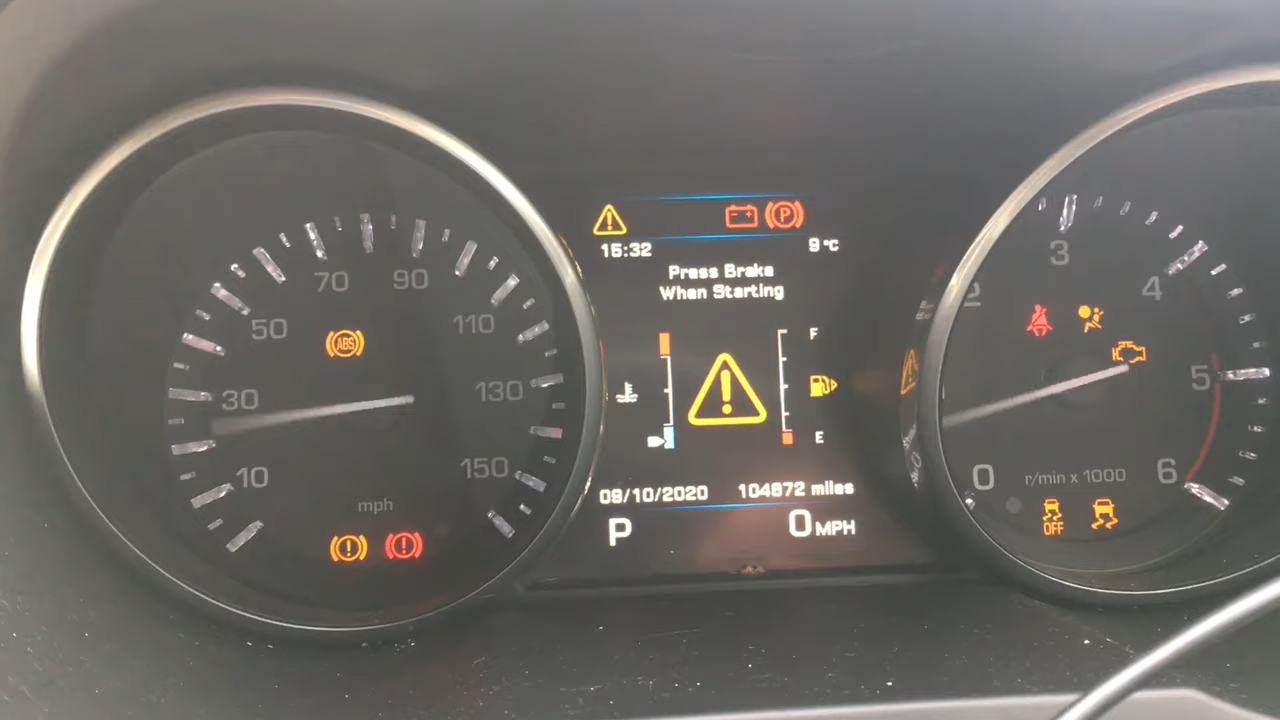 15:32
9°C
Press Brake
When Starting
F
E
09/10/2020
104872 miles
P
0 MPH
10
30
50
70
90
110
130
150
mph
ABS
P
0
2
3
4
5
6
r/min x 1000
OFF